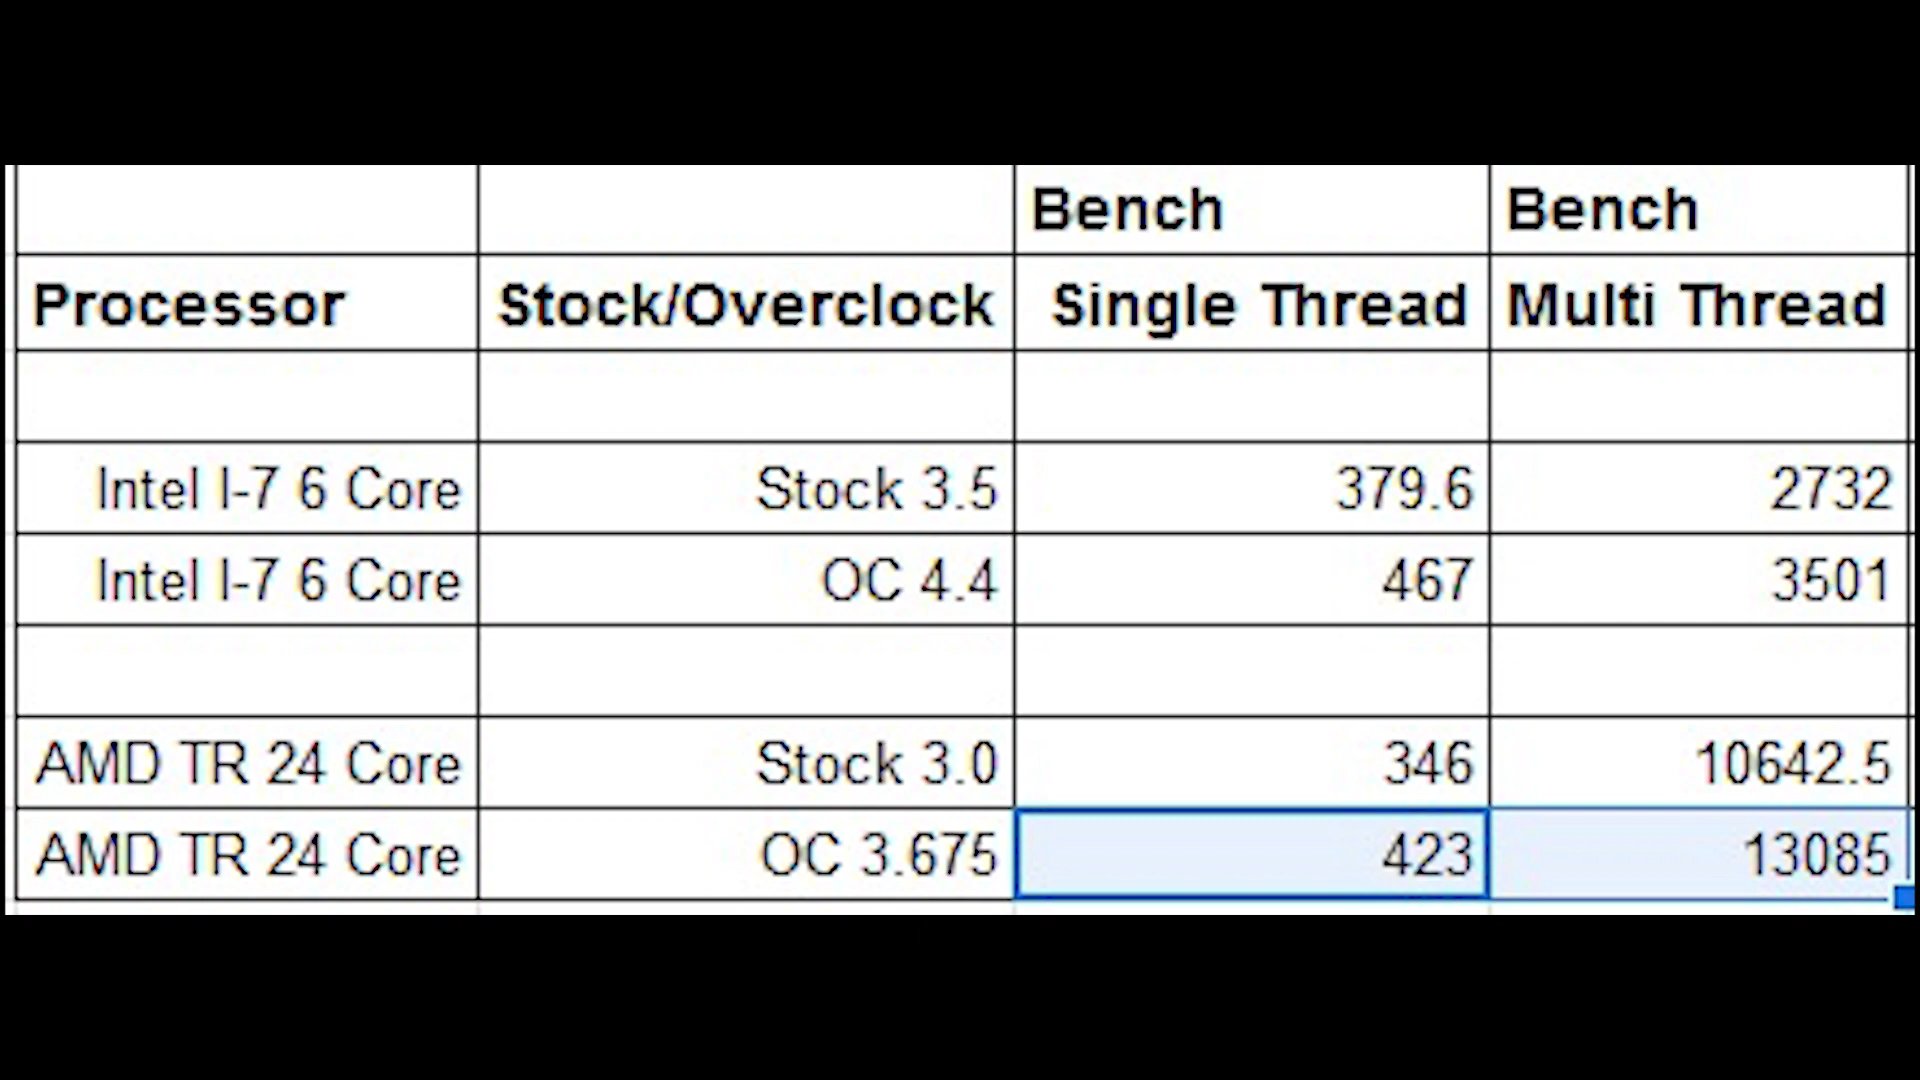 Bench Bench
Processor Stock/Overclock Single Thread Multi Thread
Intel I-7 6 Core Stock 3.5 379.6 2732
Intel I-7 6 Core OC 4.4 467 3501
AMD TR 24 Core Stock 3.0 346 10642.5
AMD TR 24 Core OC 3.675 423 13085